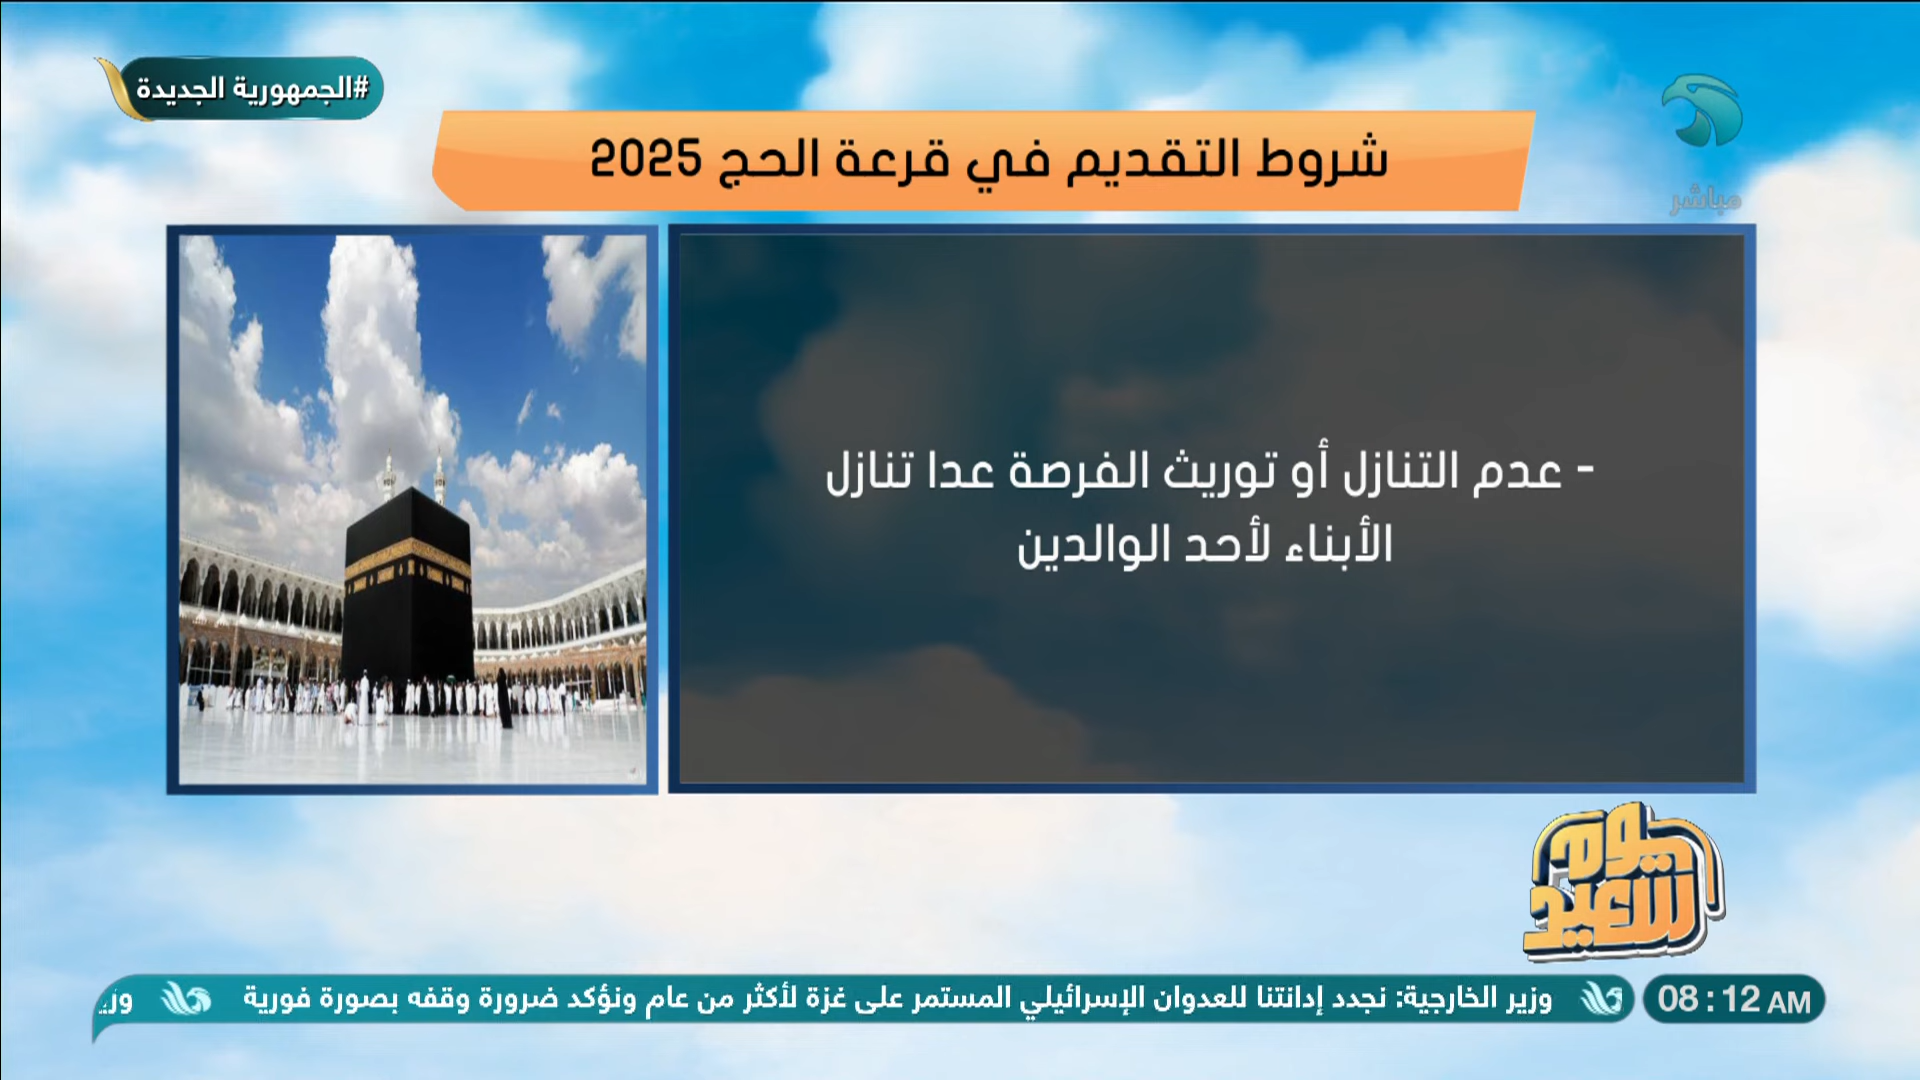 #الجمهورية الجديدة
شروط التقديم في قرعة الحج 2025
مباشر
- عدم التنازل أو توريث الفرصة عدا تنازل
الأبناء لأحد الوالدين
يوم
سعيد
وزير الخارجية: نجدد إدانتنا للعدوان الإسرائيلي المستمر على غزة لأكثر من عام ونؤكد ضرورة وقفه بصورة فورية
08:12 AM